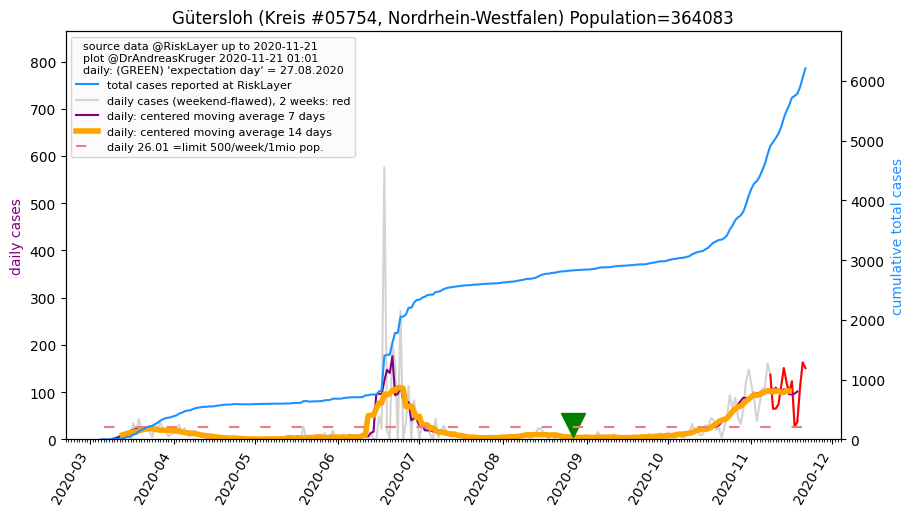 Gütersloh (Kreis #05754, Nordrhein-Westfalen) Population=364083
source data @RiskLayer up to 2020-11-21
plot @DrAndreasKruger 2020-11-21 01:01
daily: (GREEN) 'expectation day' = 27.08.2020
total cases reported at RiskLayer
daily cases (weekend-flawed), 2 weeks: red
daily: centered moving average 7 days
daily: centered moving average 14 days
daily 26.01 =limit 500/week/1mio pop.
daily cases
800
700
600
500
400
300
200
100
0
6000
5000
4000
3000
2000
1000
0
cumulative total cases
2020-03
2020-04
2020-05
2020-06
2020-07
2020-08
2020-09
2020-10
2020-11
2020-12